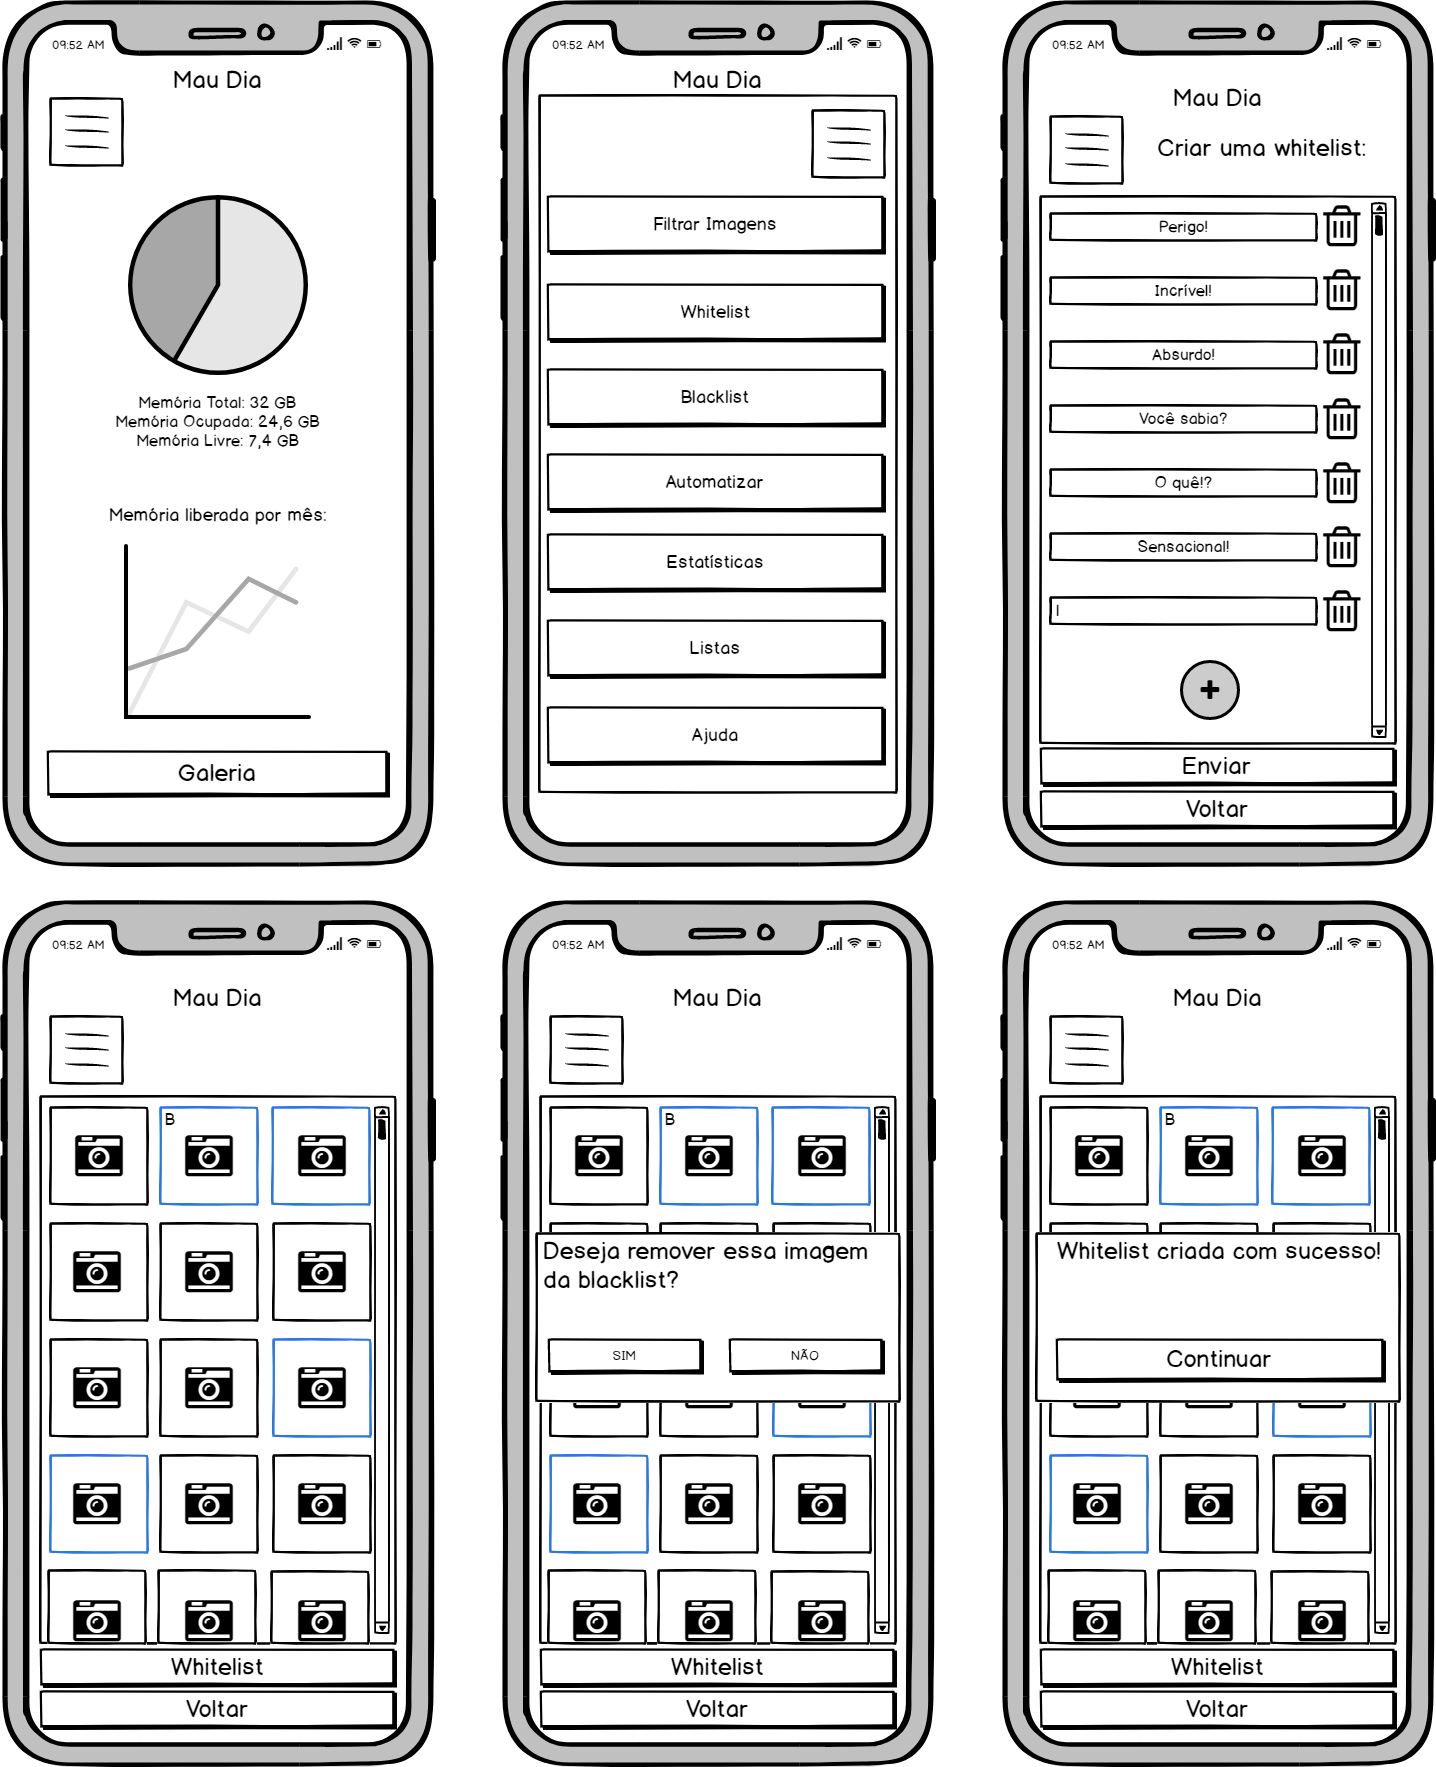 09:52 AM
Mau Dia
Memória Total: 32 GB
Memória Ocupada: 24,6 GB
Memória Livre: 7,4 GB
Memória liberada por mês:
Galeria
09:52 AM
Mau Dia
Filtrar Imagens
Whitelist
Blacklist
Automatizar
Estatísticas
Listas
Ajuda
09:52 AM
Mau Dia
Criar uma whitelist:
Perigo!
Incrível!
Absurdo!
Você sabia?
O quê!?
Sensacional!
Enviar
Voltar
09:52 AM
Mau Dia
B
Whitelist
Voltar
09:52 AM
Mau Dia
B
Deseja remover essa imagem
da blacklist?
SIM NÃO
Whitelist
Voltar
09:52 AM
Mau Dia
B
Whitelist criada com sucesso!
Continuar
Whitelist
Voltar